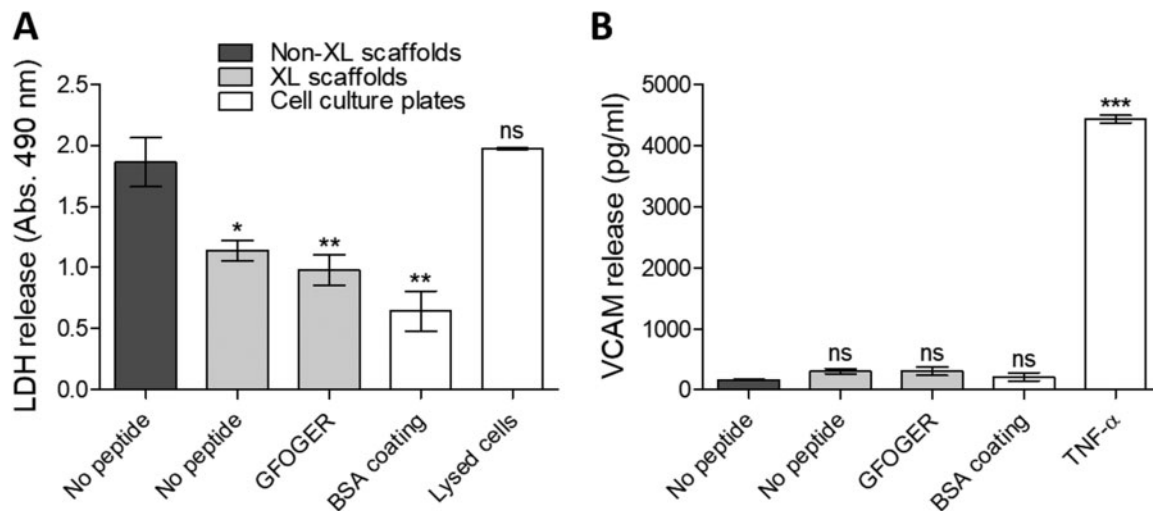 A
LDH release (Abs. 490 nm)
2.5
2.0
1.5
1.0
0.5
0.0
Non-XL scaffolds
XL scaffolds
Cell culture plates
*
**
**
ns
No peptide
No peptide
GFOGER
BSA coating
Lysed cells
B
VCAM release (pg/ml)
5000
4000
3000
2000
1000
0
ns
ns
ns
***
No peptide
No peptide
GFOGER
BSA coating
TNF-α